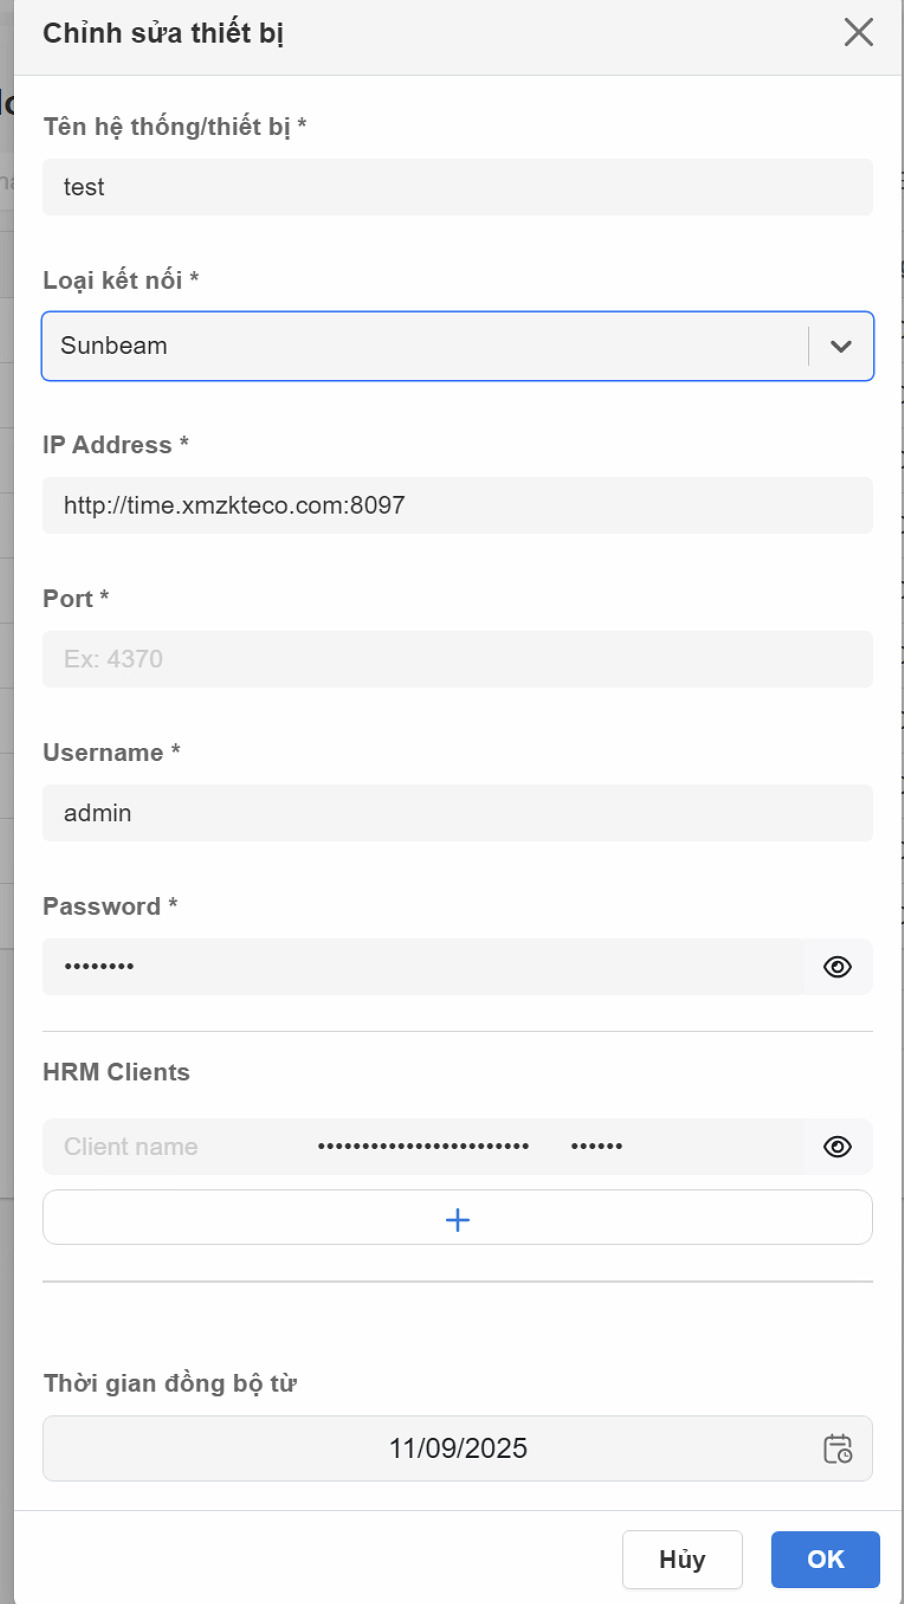 Chỉnh sửa thiết bị
Tên hệ thống/thiết bị *
test
Loại kết nối *
Sunbeam
IP Address *
http://time.xmzkteco.com:8097
Port *
Ex: 4370
Username *
admin
Password *
••••••••
HRM Clients
Client name •••••••••••••••••••••••• ••••••
+
Thời gian đồng bộ từ
11/09/2025
Hủy OK